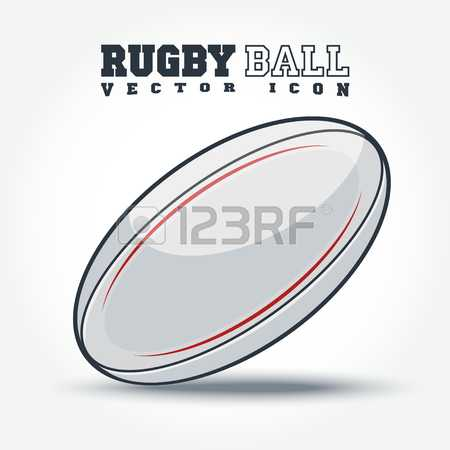 RUGBY BALL
VECTOR ICON
123RF